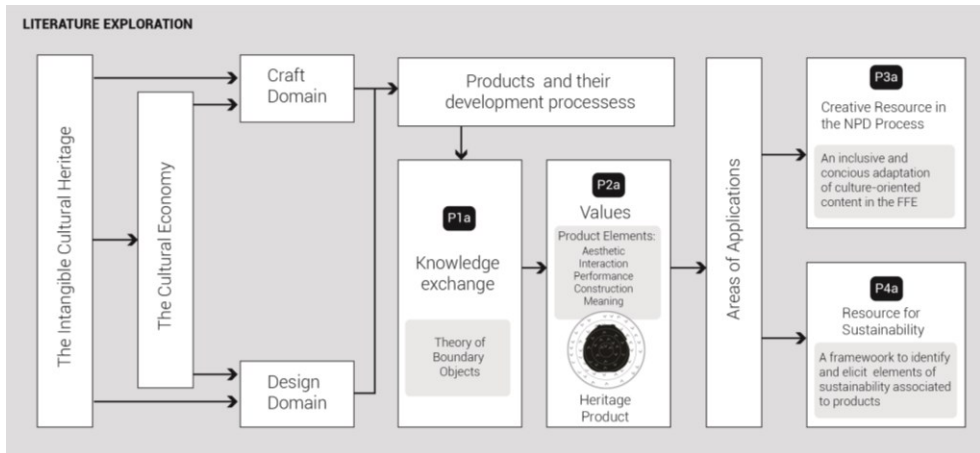 LITERATURE EXPLORATION
The Intangible Cultural Heritage
The Cultural Economy
Craft
Domain
Design
Domain
Products and their
development processess
P1a
Knowledge
exchange
Theory of
Boundary
Objects
P2a
Values
Product Elements:
Aesthetic
Interaction
Performance
Construction
Meaning
Heritage
Product
Areas of Applications
P3a
Creative Resource in
the NPD Process
An inclusive and
concious adaptation
of culture-oriented
content in the FFE
P4a
Resource for
Sustainability
A framewoork to identify
and elicit elements of
sustainability associated
to products